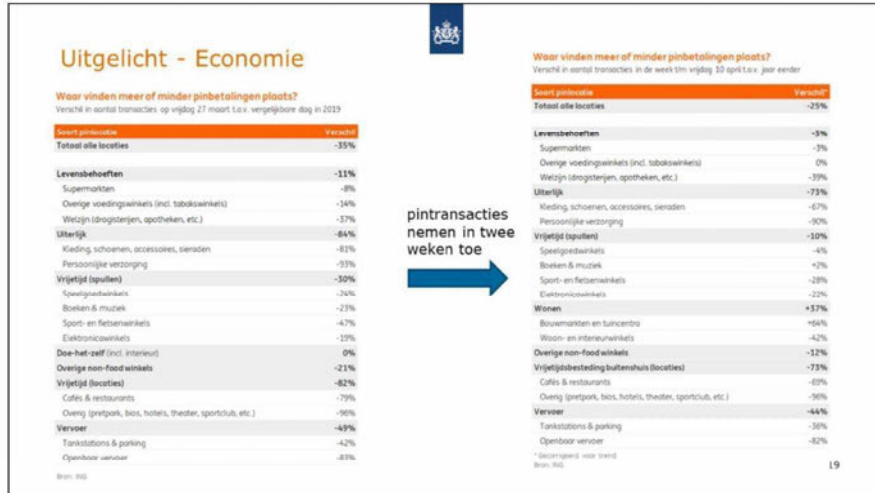 Uitgelicht - Economie
Waar vinden meer of minder pinbetalingen plaats?
Verschil in aantal transacties op vrijdag 27 maart t.o.v. vergelijkbare dag in 2019
Soort pinlocatie Verschil
Totaal alle locaties -35%
Levensbehoeften -11%
Supermarkten -8%
Overige voedingswinkels (incl. tabakswinkels) -14%
Welzijn (drogisterijen, apotheken, etc.) -37%
Uiterlijk -84%
Kleding, schoenen, accessoires, sieraden -81%
Persoonlijke verzorging -93%
Vrijetijd (spullen) -30%
Speelgoedwinkels -24%
Boeken & muziek -23%
Sport- en fietsenwinkels -47%
Elektronicawinkels -19%
Doe-het-zelf (incl. interieur) 0%
Overige non-food winkels -21%
Vrijetijd (locaties) -82%
Cafés & restaurants -79%
Overig (pretpark, bios, hotels, theater, sportclub, etc.) -96%
Vervoer -49%
Tankstations & parking -42%
Openbaar vervoer -83%
Bron: ING
pintransacties
nemen in twee
weken toe
Waar vinden meer of minder pinbetalingen plaats?
Verschil in aantal transacties in de week t/m vrijdag 10 april t.o.v. jaar eerder
Soort pinlocatie Verschil*
Totaal alle locaties -25%
Levensbehoeften -5%
Supermarkten -3%
Overige voedingswinkels (incl. tabakswinkels) 0%
Welzijn (drogisterijen, apotheken, etc.) -39%
Uiterlijk -73%
Kleding, schoenen, accessoires, sieraden -67%
Persoonlijke verzorging -90%
Vrijetijd (spullen) -10%
Speelgoedwinkels -4%
Boeken & muziek +2%
Sport- en fietsenwinkels -28%
Elektronicawinkels -22%
Wonen +37%
Bouwmarkten en tuincentra +64%
Woon- en interieurwinkels -42%
Overige non-food winkels -12%
Vrijetijdsbesteding buitenshuis (locaties) -73%
Cafés & restaurants -69%
Overig (pretpark, bios, hotels, theater, sportclub, etc.) -96%
Vervoer -44%
Tankstations & parking -36%
Openbaar vervoer -82%
* Gecorrigeerd voor trend
Bron: ING
19